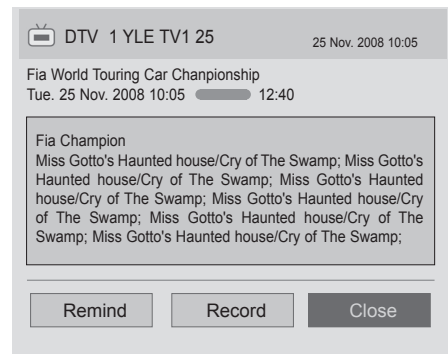 DTV 1 YLE TV1 25 25 Nov. 2008 10:05
Fia World Touring Car Chanpionship
Tue. 25 Nov. 2008 10:05 12:40
Fia Champion
Miss Gotto's Haunted house/Cry of The Swamp; Miss Gotto's
Haunted house/Cry of The Swamp; Miss Gotto's Haunted
house/Cry of The Swamp; Miss Gotto's Haunted house/Cry
of The Swamp; Miss Gotto's Haunted house/Cry of The
Swamp; Miss Gotto's Haunted house/Cry of The Swamp;
Remind Record Close